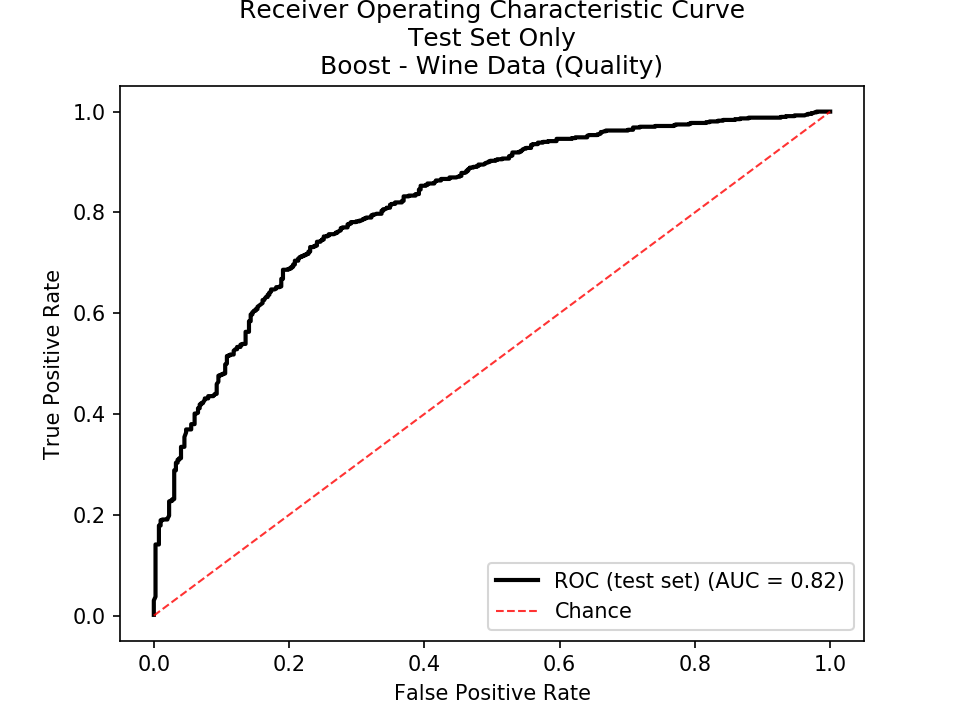 Receiver Operating Characteristic Curve
Test Set Only
Boost - Wine Data (Quality)
True Positive Rate
1.0
0.8
0.6
0.4
0.2
0.0
ROC (test set) (AUC = 0.82)
Chance
0.0 0.2 0.4 0.6 0.8 1.0
False Positive Rate